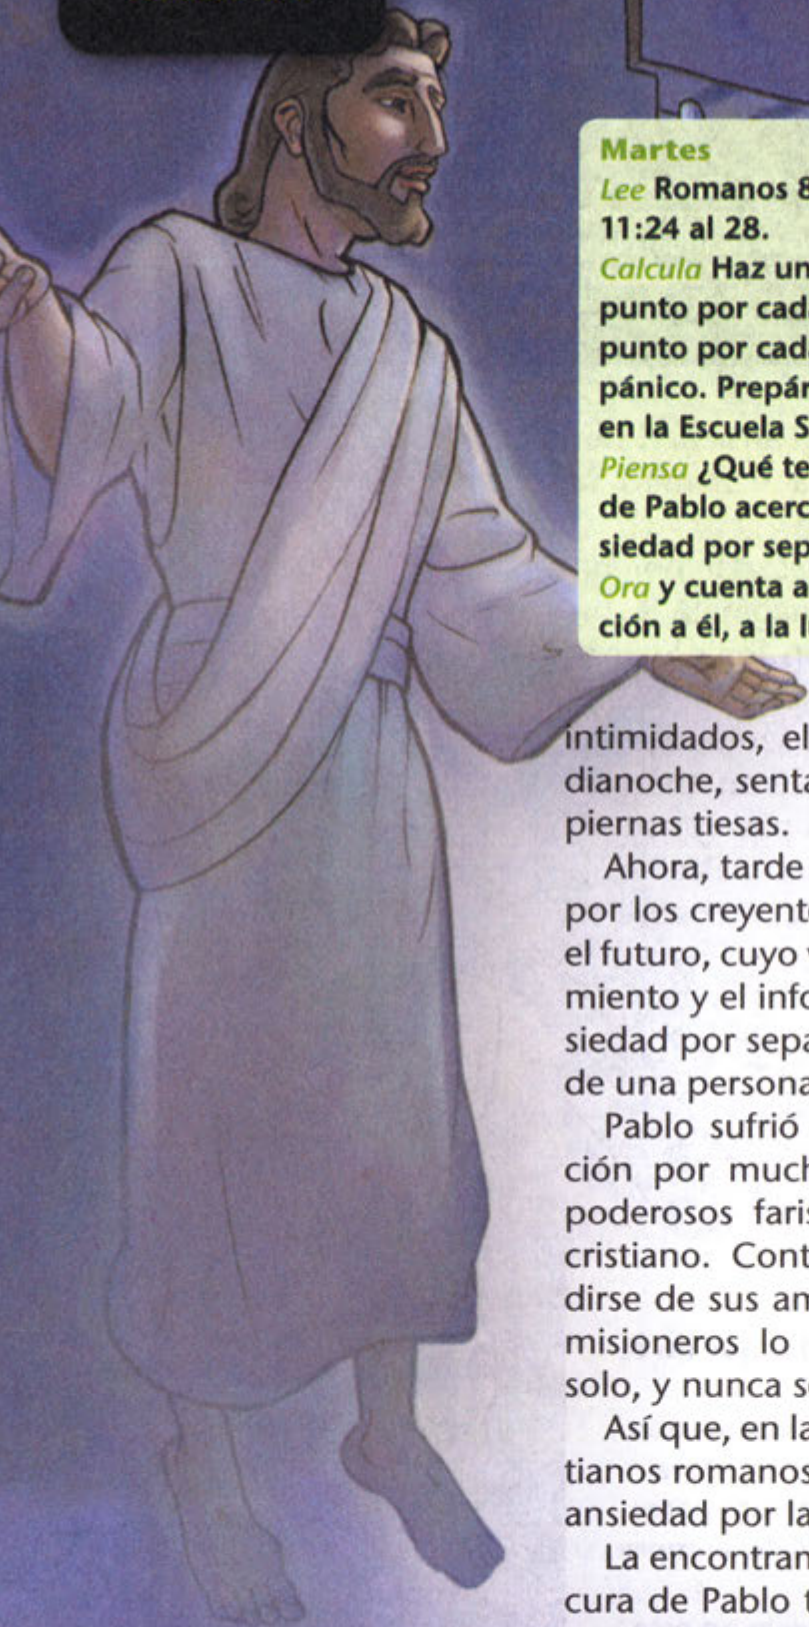 Martes
Lee Romanos 8
11:24 al 28.
Calcula Haz un
punto por cad
punto por cad
pánico. Prepár
en la Escuela S
Piensa ¿Qué te
de Pablo acerc
siedad por sep
Ora y cuenta a
ción a él, a la l
intimidados, el
dianoche, senta
piernas tiesas.
Ahora, tarde
por los creyent
el futuro, cuyo
miento y el info
siedad por sepa
de una persona
Pablo sufrió
ción por much
poderosos faris
cristiano. Cont
dirse de sus am
misioneros lo
solo, y nunca s
Así que, en la
tianos romanos
ansiedad por la
La encontran
cura de Pablo t